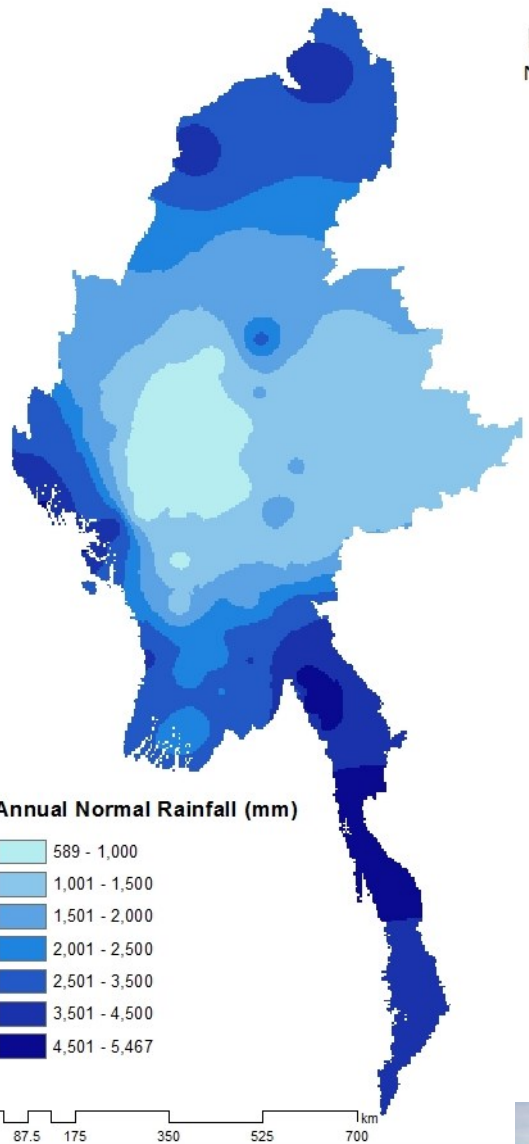 N
Annual Normal Rainfall (mm)
589 - 1,000
1,001 - 1,500
1,501 - 2,000
2,001 - 2,500
2,501 - 3,500
3,501 - 4,500
4,501 - 5,467
km
87.5 175 350 525 700